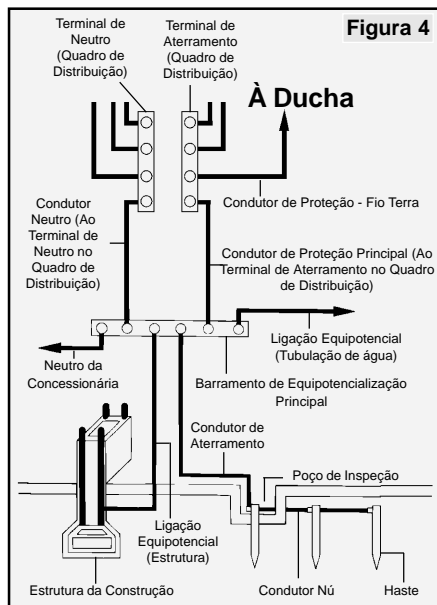 Terminal de
Neutro
(Quadro de
Distribuição)
Terminal de
Aterramento
(Quadro de
Distribuição)
Figura 4
À Ducha
Condutor de Proteção - Fio Terra
Condutor
Neutro (Ao
Terminal de
Neutro no
Quadro de
Distribuição)
Condutor de Proteção Principal (Ao
Terminal de Aterramento no Quadro
de Distribuição)
Ligação Equipotencial
(Tubulação de água)
Neutro da
Concessionária
Barramento de Equipotencialização
Principal
Condutor de
Aterramento
Poço de Inspeção
Ligação
Equipotencial
(Estrutura)
Estrutura da Construção
Condutor Nú
Haste